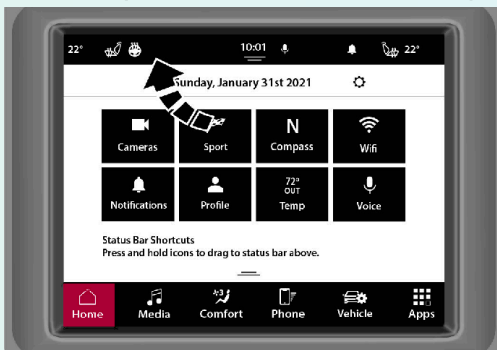 22° 10:01 22°
Sunday, January 31st 2021
Cameras Sport N Compass Wifi
Notifications Profile 72° OUT Temp Voice
Status Bar Shortcuts
Press and hold icons to drag to status bar above.
Home Media Comfort Phone Vehicle Apps